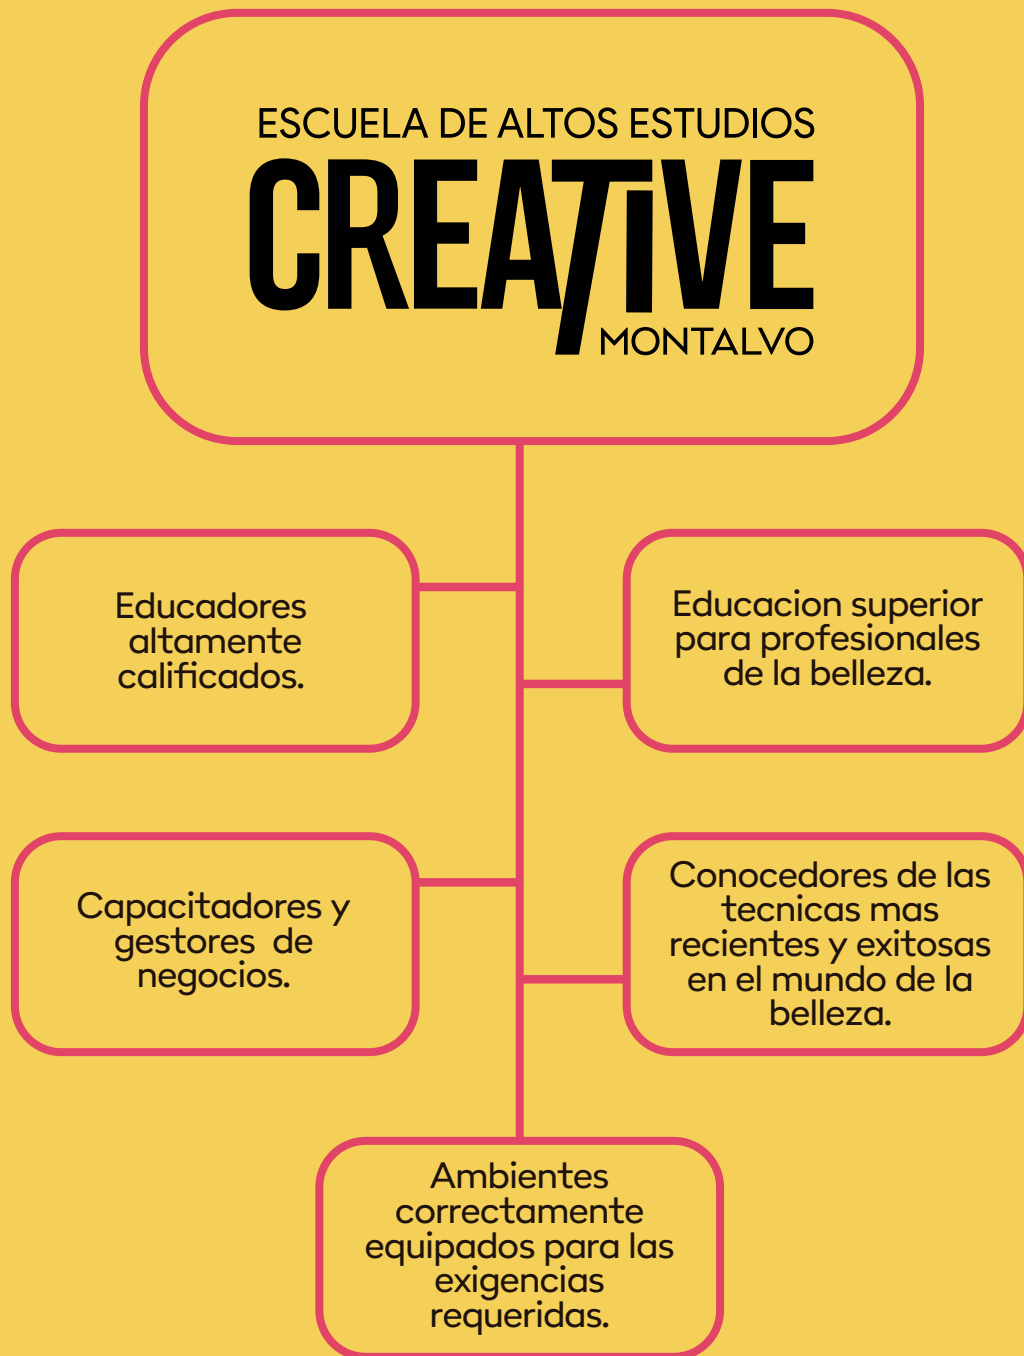 ESCUELA DE ALTOS ESTUDIOS
CREATiVE
MONTALVO
Educadores
altamente
calificados.
Educacion superior
para profesionales
de la belleza.
Capacitadores y
gestores de
negocios.
Conocedores de las
tecnicas mas
recientes y exitosas
en el mundo de la
belleza.
Ambientes
correctamente
equipados para las
exigencias
requeridas.